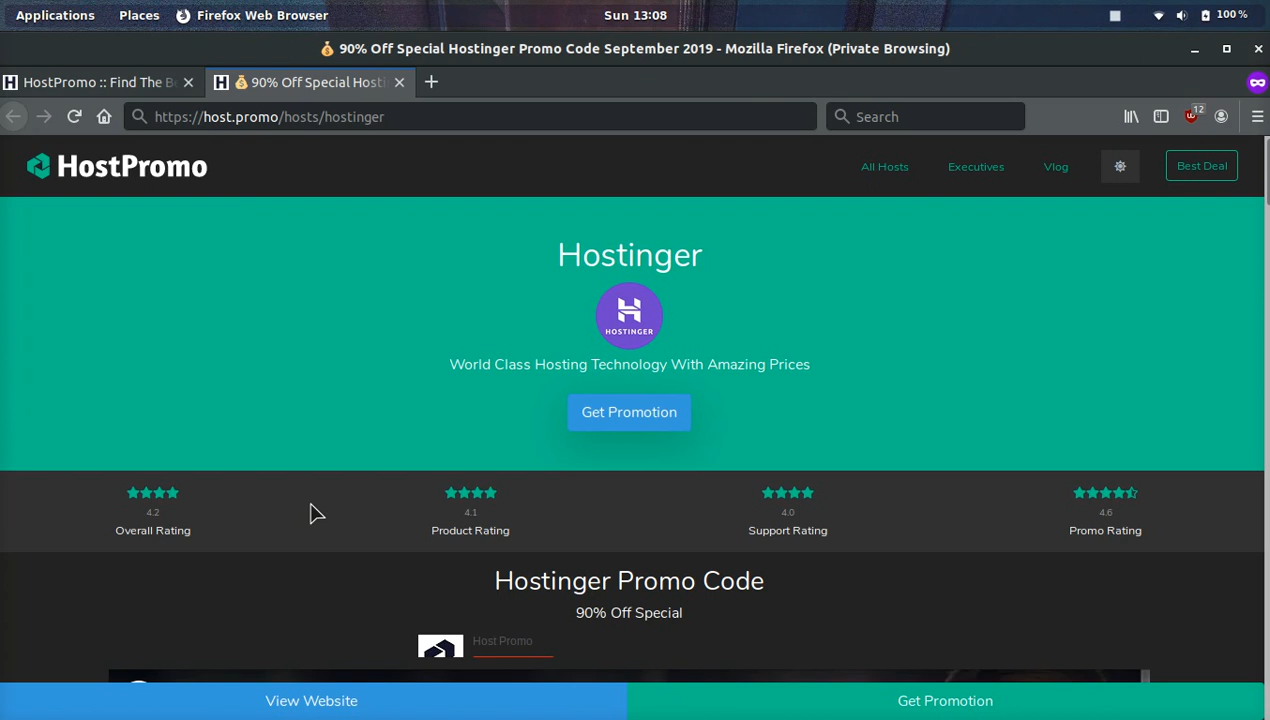 Applications Places Firefox Web Browser Sun 13:08 100%
90% Off Special Hostinger Promo Code September 2019 - Mozilla Firefox (Private Browsing)
HostPromo :: Find The B 90% Off Special Host
https://host.promo/hosts/hostinger Search 12
HostPromo All Hosts Executives Vlog Best Deal
Hostinger
HOSTINGER
World Class Hosting Technology With Amazing Prices
Get Promotion
4.2 4.1 4.0 4.6
Overall Rating Product Rating Support Rating Promo Rating
Hostinger Promo Code
90% Off Special
Host Promo
View Website Get Promotion